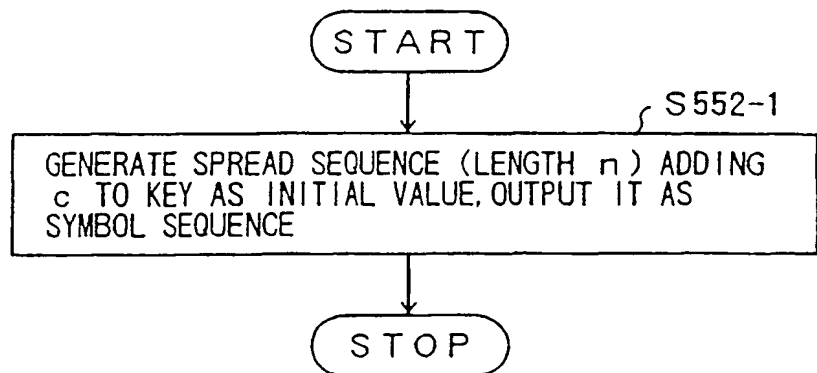 START
S552-1
GENERATE SPREAD SEQUENCE (LENGTH n) ADDING
c TO KEY AS INITIAL VALUE, OUTPUT IT AS
SYMBOL SEQUENCE
STOP